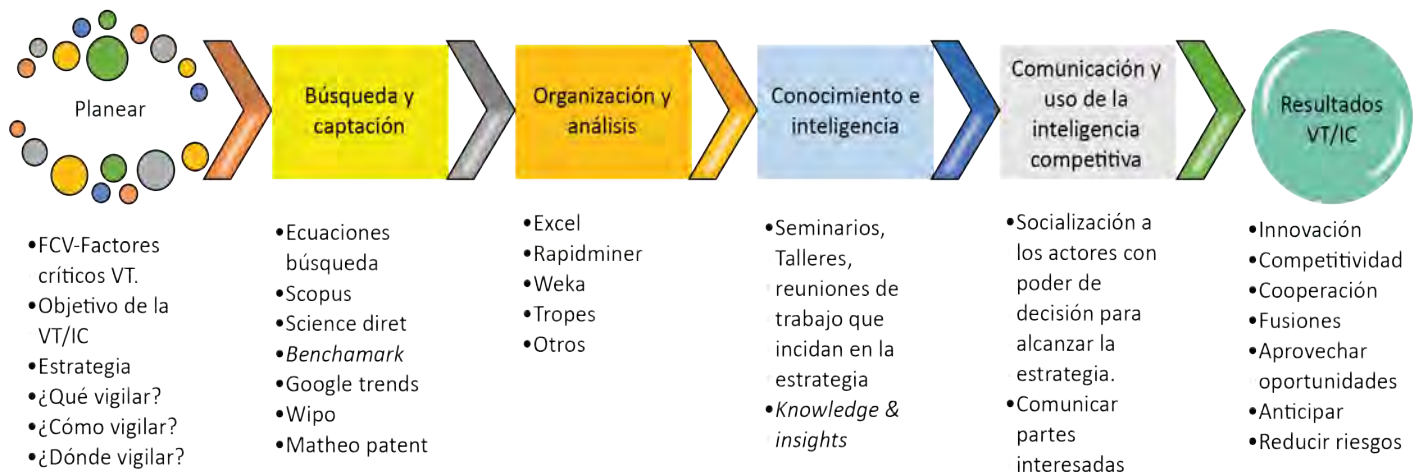 Planear
•FCV-Factores
críticos VT.
•Objetivo de la
VT/IC
•Estrategia
•¿Qué vigilar?
•¿Cómo vigilar?
•¿Dónde vigilar?
Búsqueda y
captación
•Ecuaciones
búsqueda
•Scopus
•Science diret
•Benchamark
•Google trends
•Wipo
•Matheo patent
Organización y
análisis
•Excel
•Rapidminer
•Weka
•Tropes
•Otros
Conocimiento e
inteligencia
•Seminarios,
Talleres,
reuniones de
trabajo que
incidan en la
estrategia
•Knowledge &
insights
Comunicación y
uso de la
inteligencia
competitiva
•Socialización a
los actores con
poder de
decisión para
alcanzar la
estrategia.
•Comunicar
partes
interesadas
Resultados
VT/IC
•Innovación
•Competitividad
•Cooperación
•Fusiones
•Aprovechar
oportunidades
•Anticipar
•Reducir riesgos